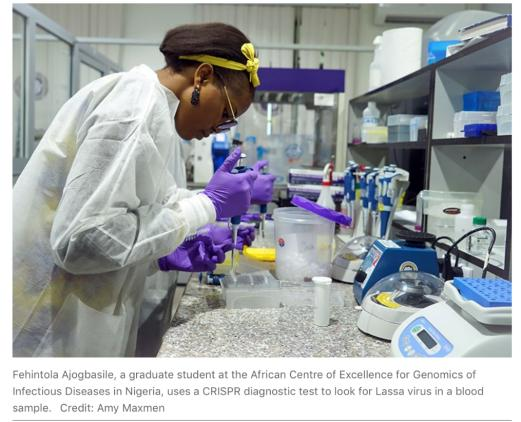 Fehintola Ajogbasile, a graduate student at the African Centre of Excellence for Genomics of
Infectious Diseases in Nigeria, uses a CRISPR diagnostic test to look for Lassa virus in a blood
sample.   Credit: Amy Maxmen